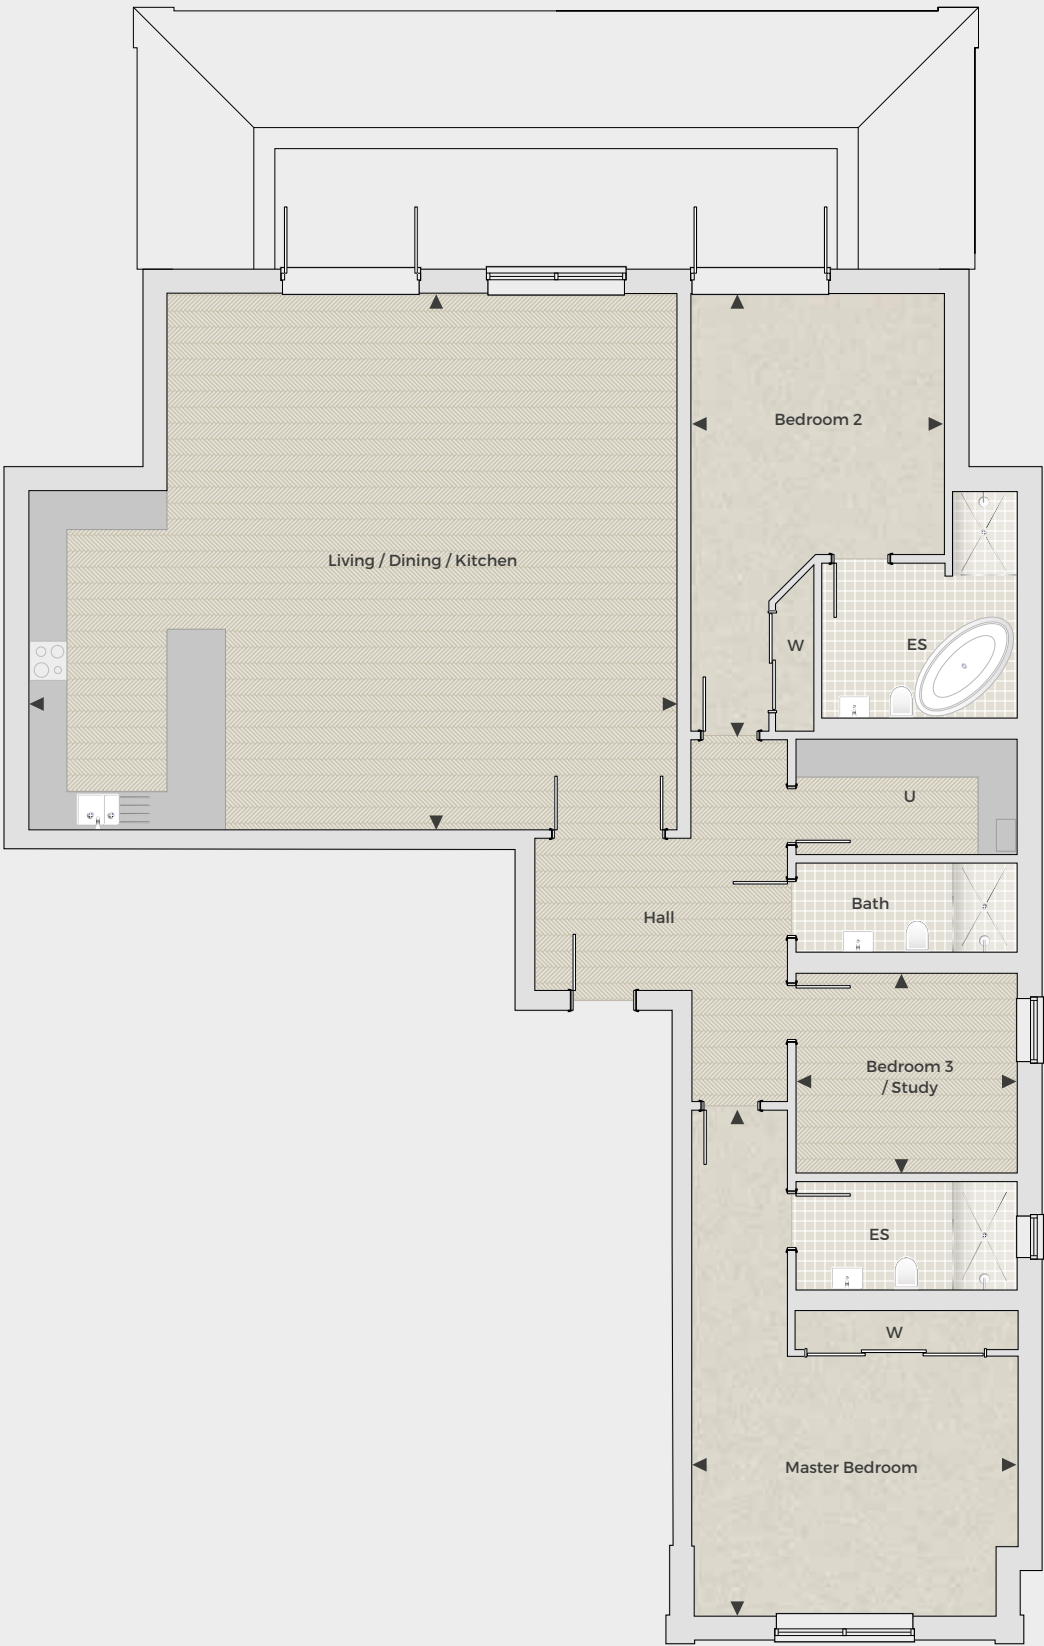 Bedroom 2
Living / Dining / Kitchen
W
ES
U
Bath
Hall
Bedroom 3
/ Study
ES
W
Master Bedroom